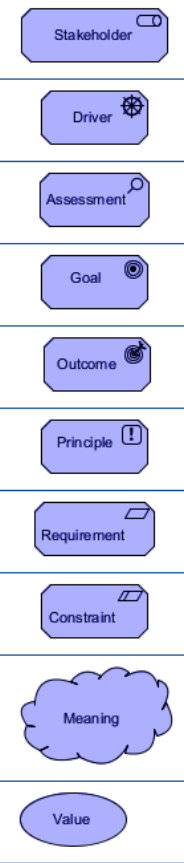 Stakeholder
Driver
Assessment
Goal
Outcome
Principle
Requirement
Constraint
Meaning
Value